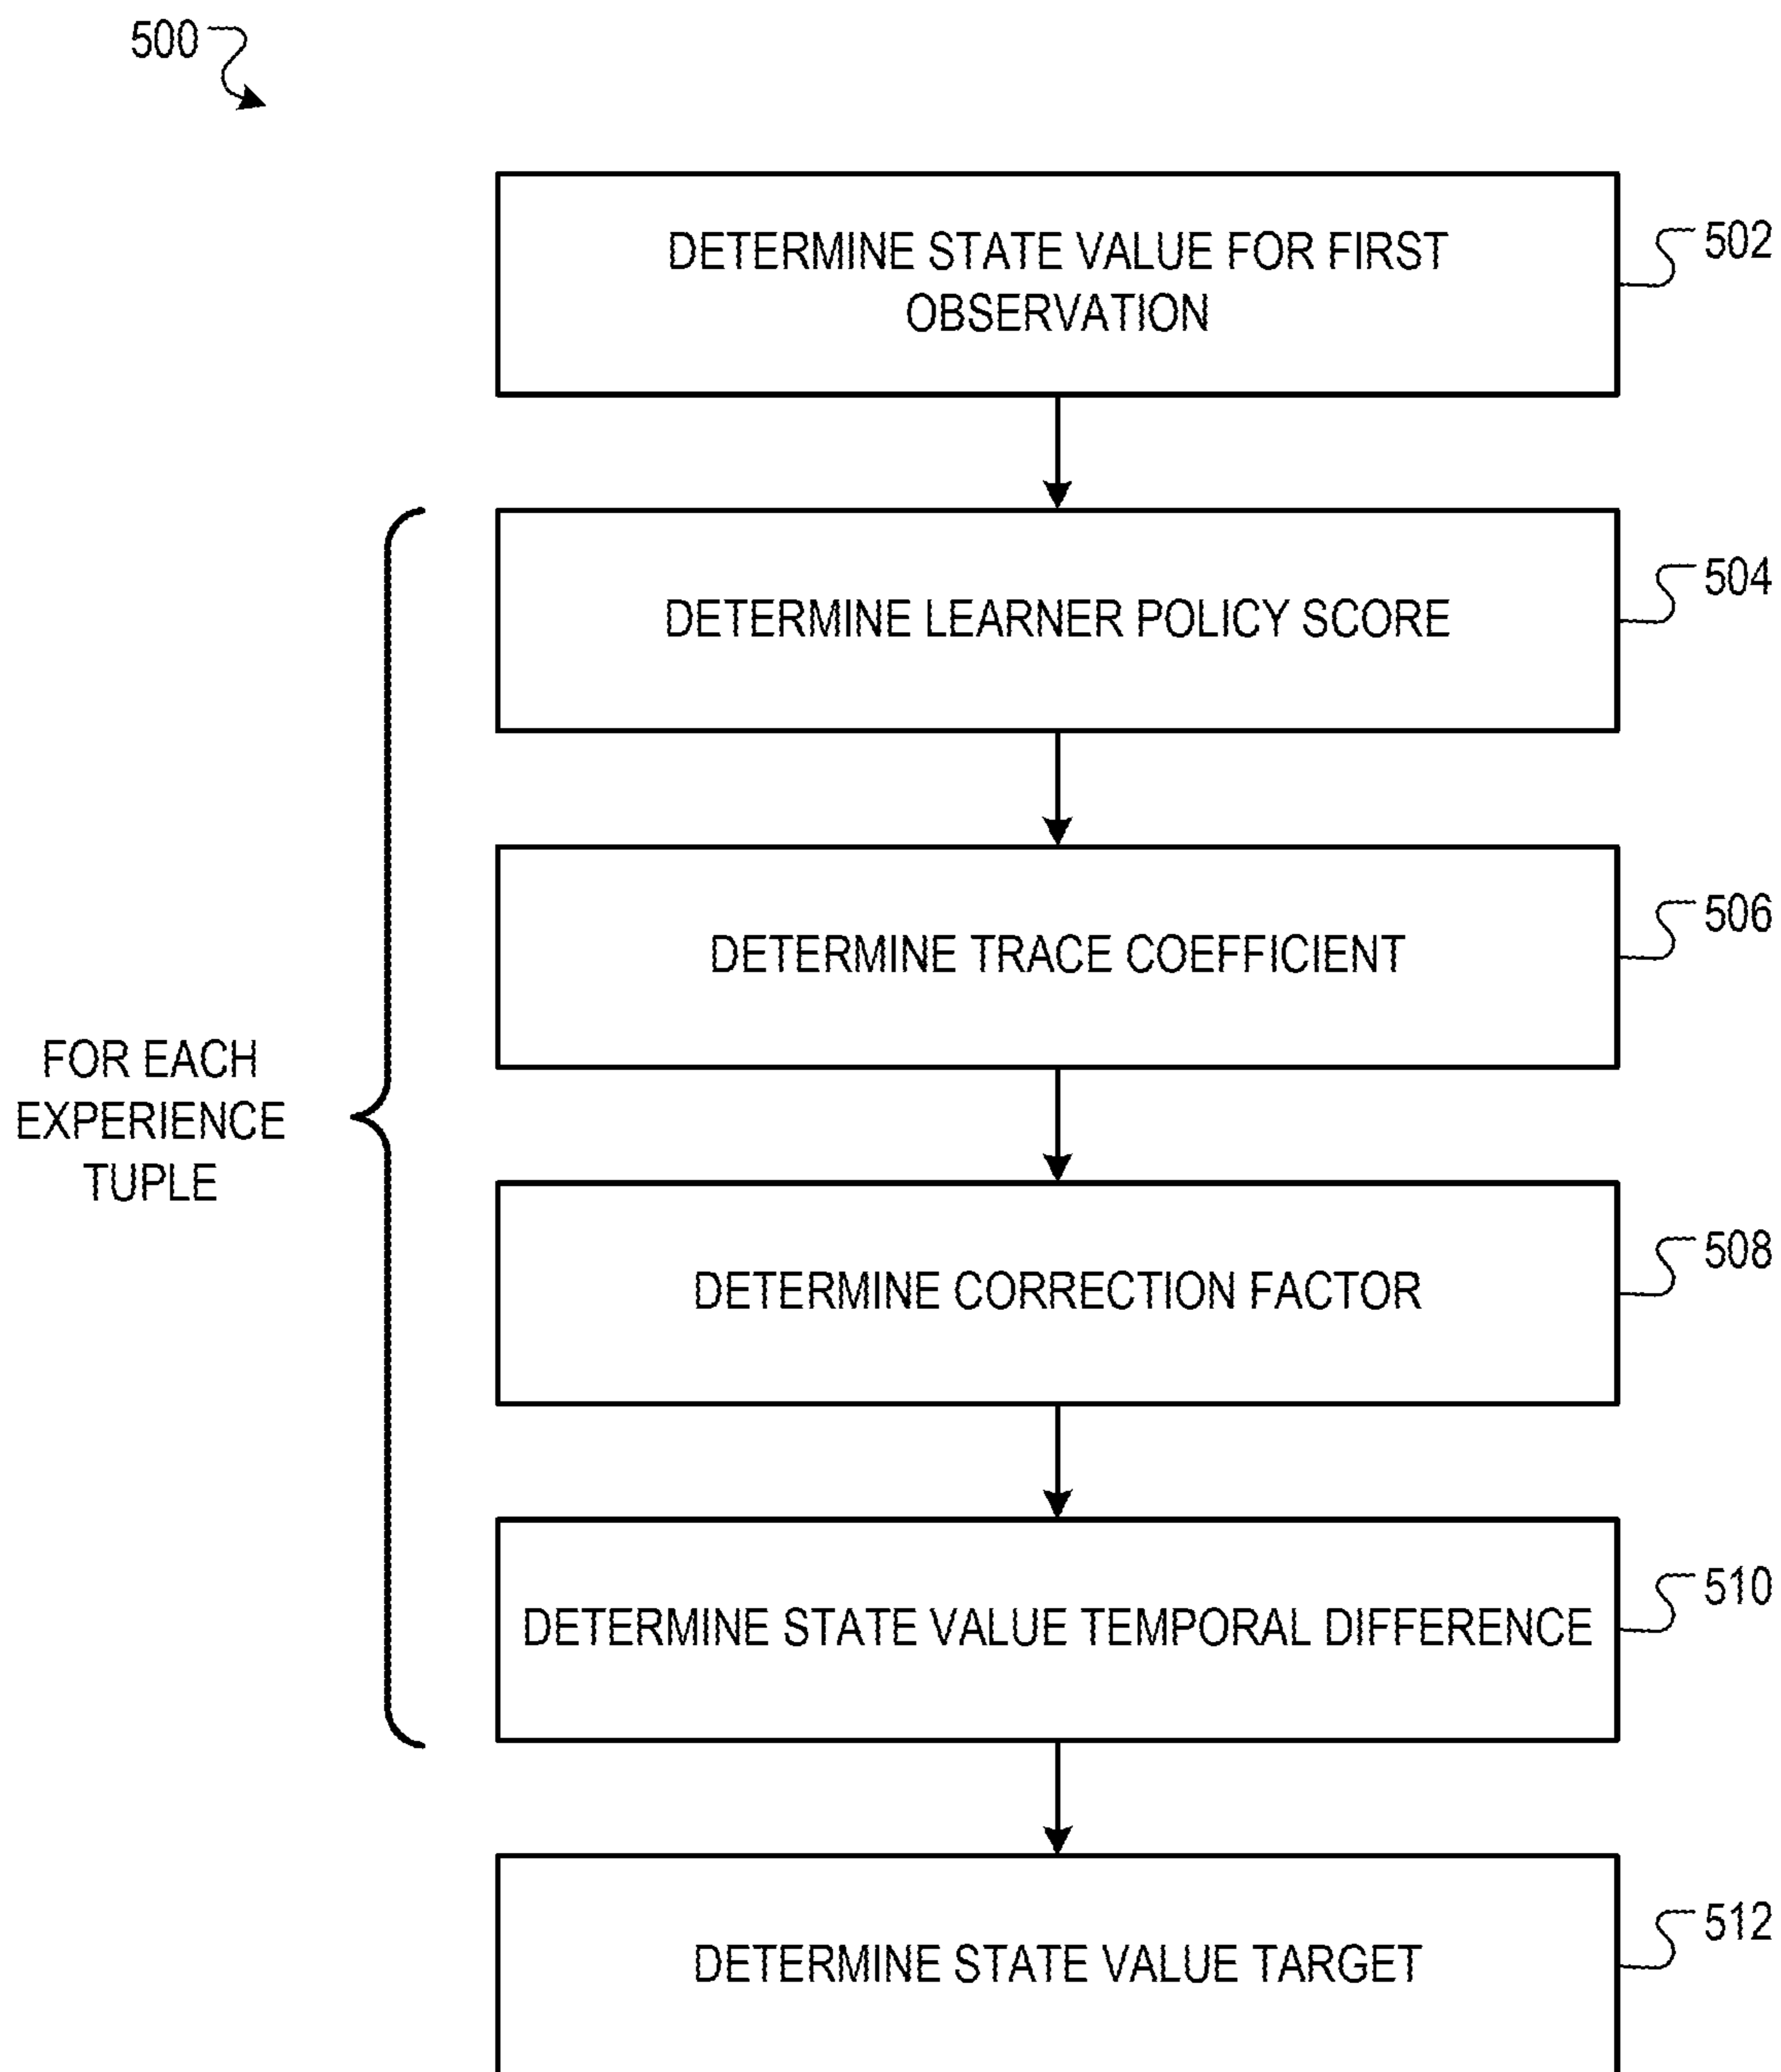 500
DETERMINE STATE VALUE FOR FIRST
OBSERVATION
502
DETERMINE LEARNER POLICY SCORE
504
DETERMINE TRACE COEFFICIENT
506
FOR EACH
EXPERIENCE
TUPLE
DETERMINE CORRECTION FACTOR
508
DETERMINE STATE VALUE TEMPORAL DIFFERENCE
510
DETERMINE STATE VALUE TARGET
512